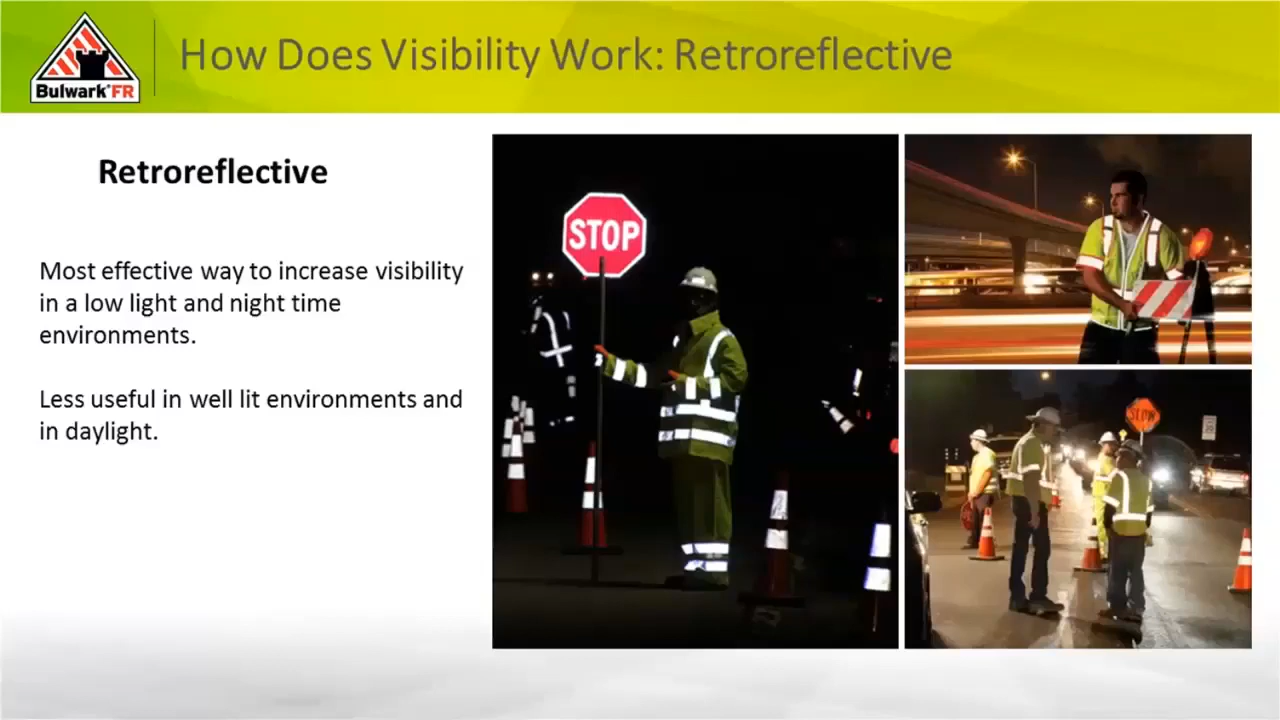 How Does Visibility Work: Retroreflective
Bulwark®FR
Retroreflective
Most effective way to increase visibility
in a low light and night time
environments.
Less useful in well lit environments and
in daylight.
STOP
SLOW